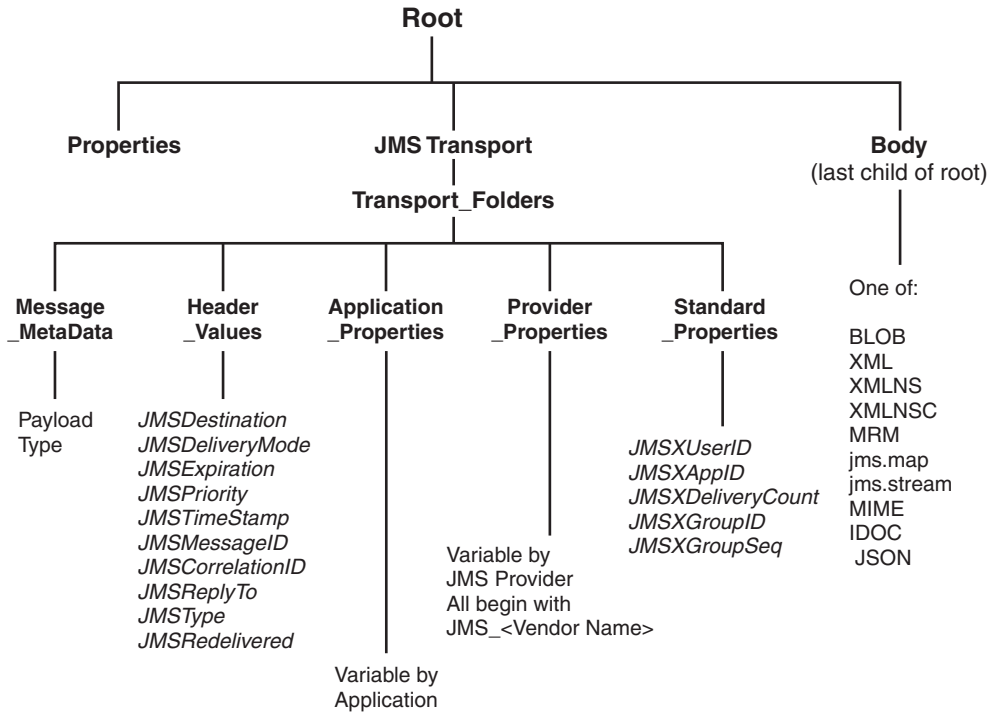 Root
Properties
JMS Transport
Body
(last child of root)
Transport_Folders
Message
_MetaData
Header
_Values
Application
_Properties
Provider
_Properties
Standard
_Properties
Payload
Type
JMSDestination
JMSDeliveryMode
JMSExpiration
JMSPriority
JMSTimeStamp
JMSMessageID
JMSCorrelationID
JMSReplyTo
JMSType
JMSRedelivered
Variable by
Application
Variable by
JMS Provider
All begin with
JMS_<Vendor Name>
JMSXUserID
JMSXAppID
JMSXDeliveryCount
JMSXGroupID
JMSXGroupSeq
One of:
BLOB
XML
XMLNS
XMLNSC
MRM
jms.map
jms.stream
MIME
IDOC
JSON